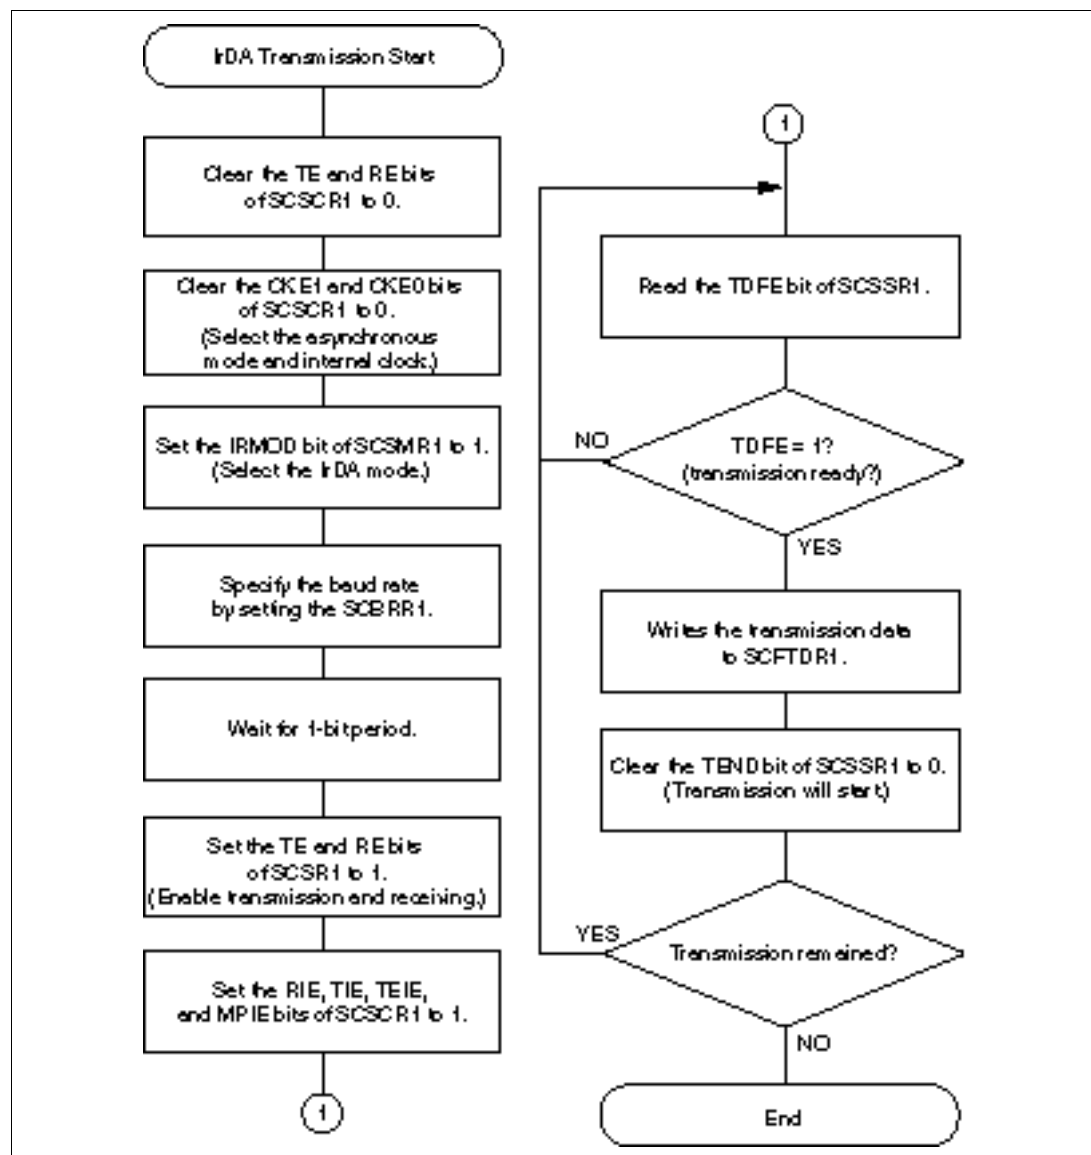 IrDA Transmission Start
Clear the TE and RE bits
of SCSCR1 to 0.
Clear the CKE1 and CKE0 bits
of SCSCR1 to 0.
(Select the asynchronous
mode and internal clock.)
Set the IRMOD bit of SCSMR1 to 1.
(Select the IrDA mode.)
Specify the baud rate
by setting the SCBRR1.
Wait for 1-bit period.
Set the TE and RE bits
of SCSR1 to 1.
(Enable transmission and receiving.)
Set the RIE, TIE, TEIE,
and MPIE bits of SCSCR1 to 1.
1
1
Read the TDFE bit of SCSSR1.
NO
TDFE = 1?
(transmission ready?)
YES
Writes the transmission data
to SCFTDR1.
Clear the TEND bit of SCSSR1 to 0.
(Transmission will start.)
YES
Transmission remained?
NO
End